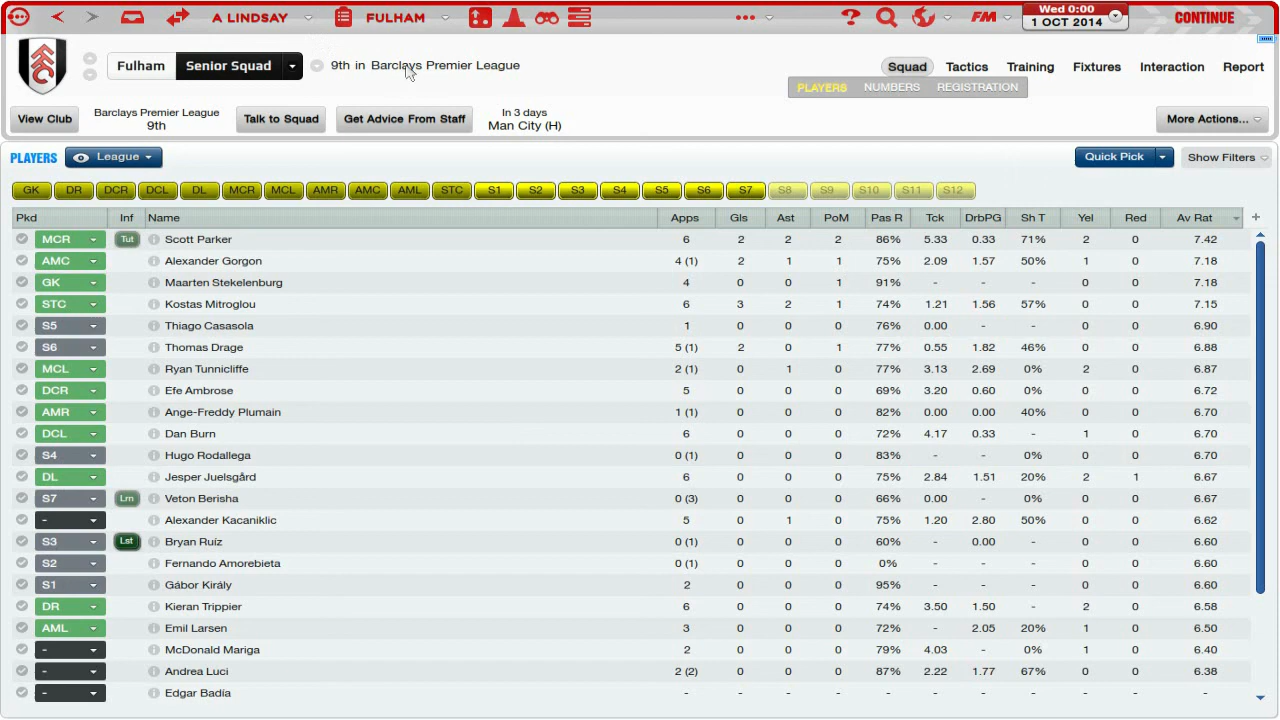 A LINDSAY FULHAM FM Wed 0:00 CONTINUE
1 OCT 2014
Fulham Senior Squad 9th in Barclays Premier League Squad Tactics Training Fixtures Interaction Report
PLAYERS NUMBERS REGISTRATION
View Club Barclays Premier League 9th Talk to Squad Get Advice From Staff In 3 days Man City (H) More Actions...
PLAYERS League Quick Pick Show Filters
GK DR DCR DCL DL MCR MCL AMR AMC AML STC S1 S2 S3 S4 S5 S6 S7 S8 S9 S10 S11 S12
Pkd Inf Name Apps Gls Ast PoM Pas R Tck DrbPG Sh T Yel Red Av Rat +
MCR Tut Scott Parker 6 2 2 2 86% 5.33 0.33 71% 2 0 7.42
AMC Alexander Gorgon 4 (1) 2 1 1 75% 2.09 1.57 50% 1 0 7.18
GK Maarten Stekelenburg 4 0 0 1 91% - - - 0 0 7.18
STC Kostas Mitroglou 6 3 2 1 74% 1.21 1.56 57% 0 0 7.15
S5 Thiago Casasola 1 0 0 0 76% 0.00 - - 0 0 6.90
S6 Thomas Drage 5 (1) 2 0 1 77% 0.55 1.82 46% 0 0 6.88
MCL Ryan Tunnicliffe 2 (1) 0 1 0 77% 3.13 2.69 0% 2 0 6.87
DCR Efe Ambrose 5 0 0 0 69% 3.20 0.60 0% 0 0 6.72
AMR Ange-Freddy Plumain 1 (1) 0 0 0 82% 0.00 0.00 40% 0 0 6.70
DCL Dan Burn 6 0 0 0 72% 4.17 0.33 - 1 0 6.70
S4 Hugo Rodallega 0 (1) 0 0 0 83% - - 0% 0 0 6.70
DL Jesper Juelsgård 6 0 0 0 75% 2.84 1.51 20% 2 1 6.67
S7 Lrn Veton Berisha 0 (3) 0 0 0 66% 0.00 - 0% 0 0 6.67
- Alexander Kacaniklic 5 0 1 0 75% 1.20 2.80 50% 0 0 6.62
S3 Lst Bryan Ruíz 0 (1) 0 0 0 60% - 0.00 - 0 0 6.60
S2 Fernando Amorebieta 0 (1) 0 0 0 0% - - - 0 0 6.60
S1 Gábor Király 2 0 0 0 95% - - - 0 0 6.60
DR Kieran Trippier 6 0 0 0 74% 3.50 1.50 - 2 0 6.58
AML Emil Larsen 3 0 0 0 72% - 2.05 20% 1 0 6.50
- McDonald Mariga 2 0 0 0 79% 4.03 - 0% 1 0 6.40
- Andrea Luci 2 (2) 0 0 0 87% 2.22 1.77 67% 0 0 6.38
- Edgar Badía - - - - - - - - - - -